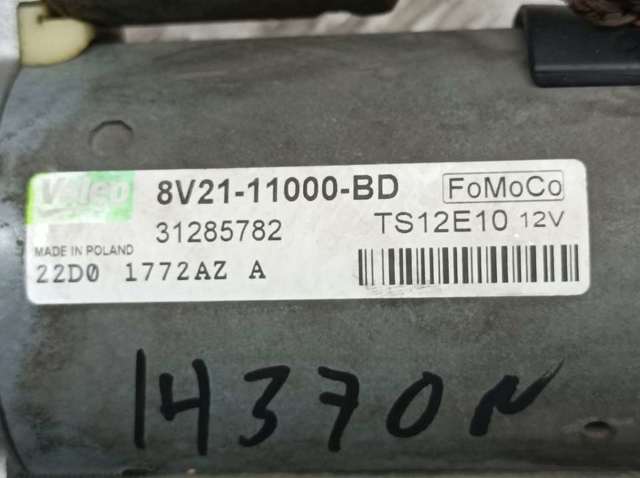 Valeo 8V21-11000-BD FoMoCo
31285782 TS12E10 12V
MADE IN POLAND
22D0 1772AZ A
14370N